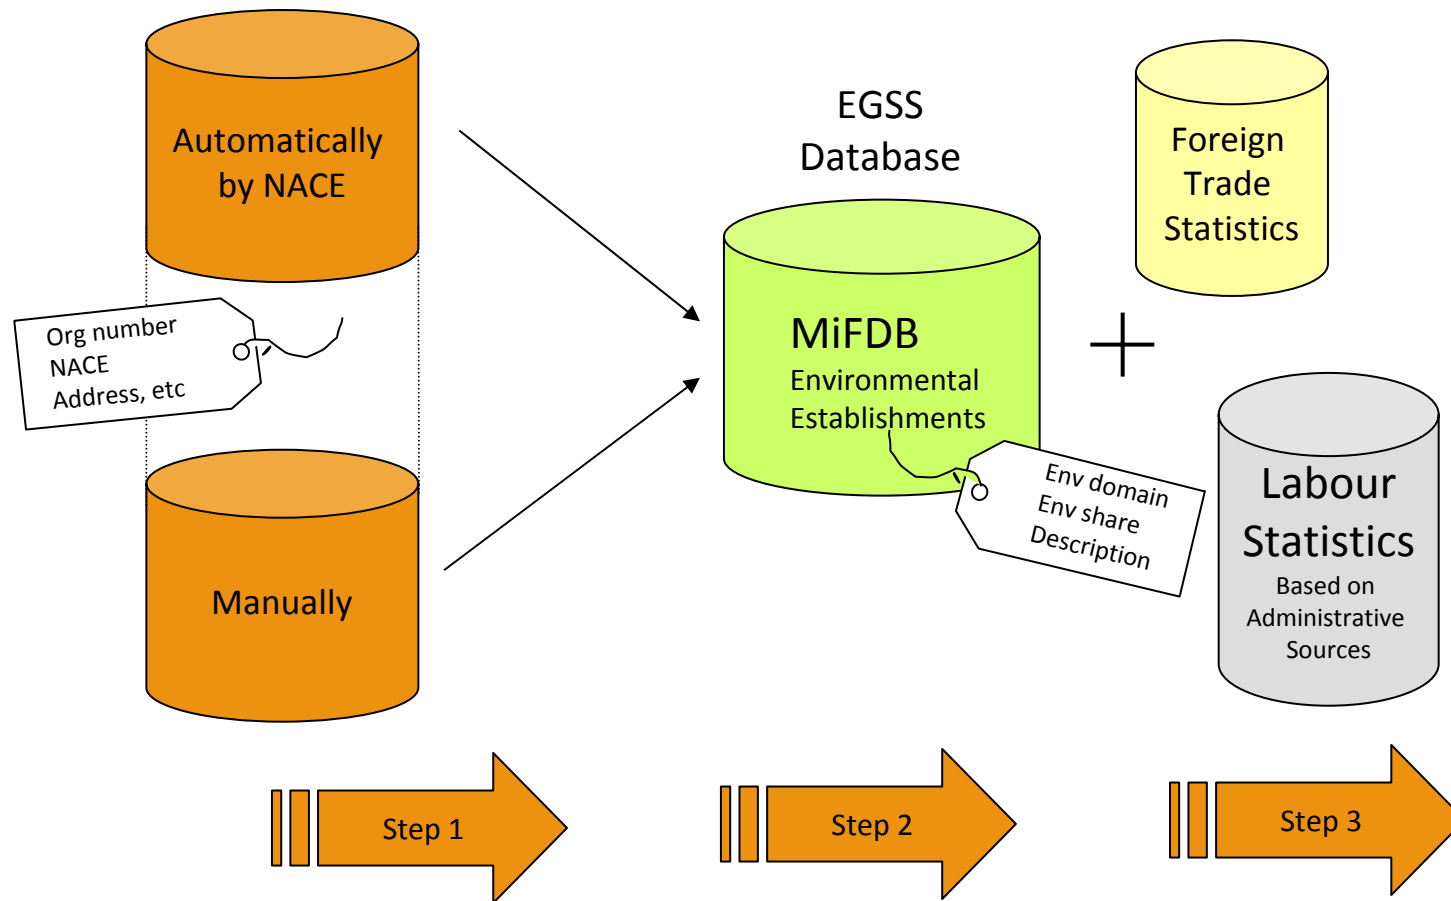 Automatically
by NACE
Org number
NACE
Address, etc
Manually
EGSS
Database
MiFDB
Environmental
Establishments
Env domain
Env share
Description
Foreign
Trade
Statistics
Labour
Statistics
Based on
Administrative
Sources
Step 1
Step 2
Step 3